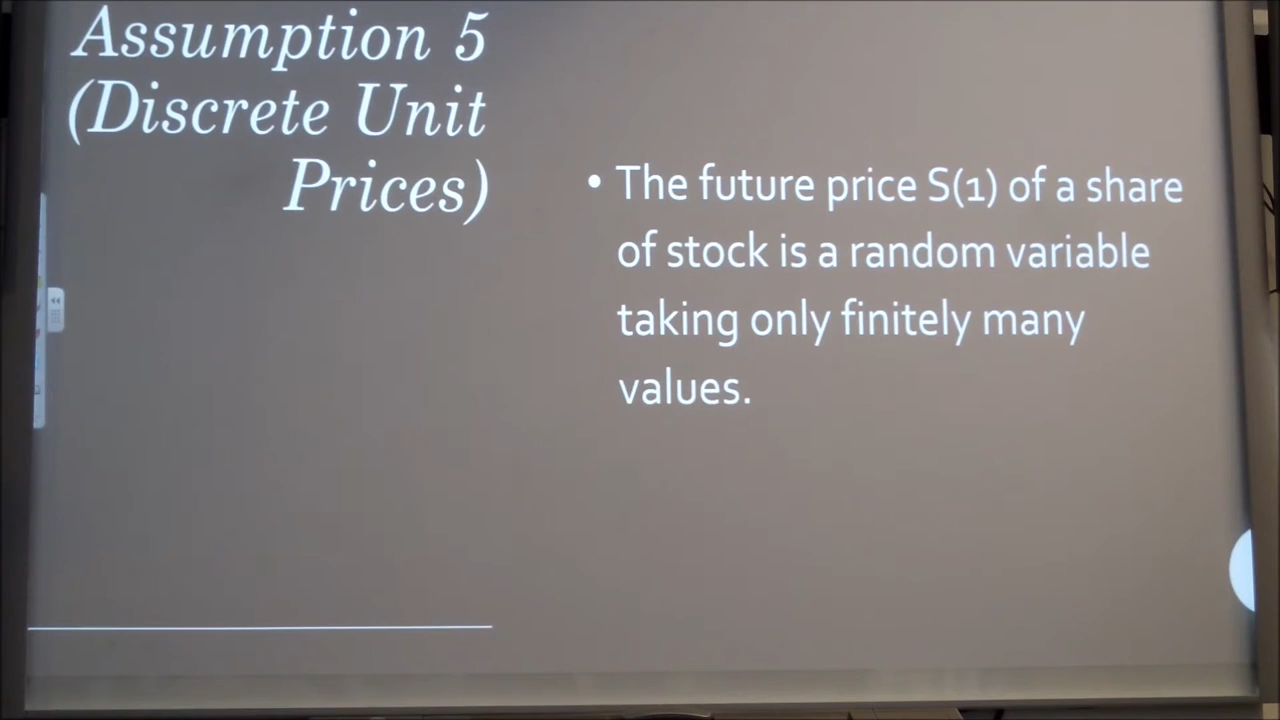 Assumption 5
(Discrete Unit
Prices)
• The future price S(1) of a share
of stock is a random variable
taking only finitely many
values.